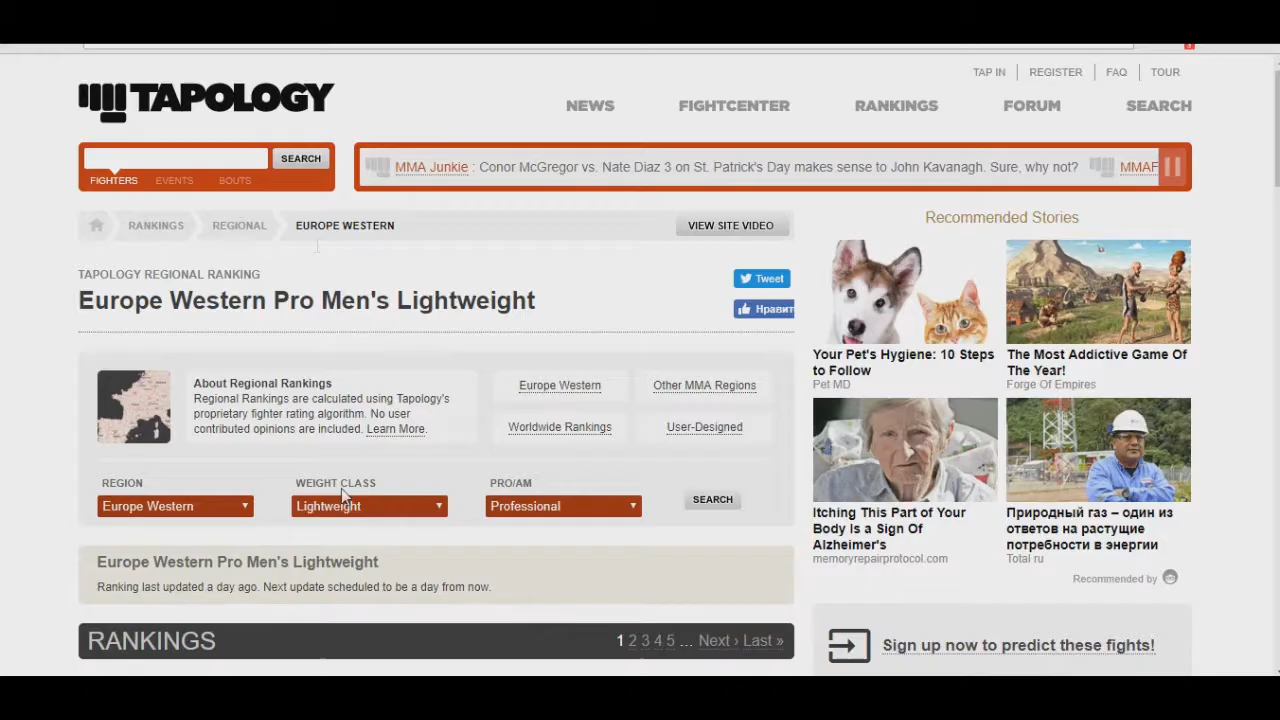 TAP IN
REGISTER
FAQ
TOUR
TAPOLOGY
NEWS
FIGHTCENTER
RANKINGS
FORUM
SEARCH
SEARCH
FIGHTERS
EVENTS
BOUTS
MMA Junkie : Conor McGregor vs. Nate Diaz 3 on St. Patrick's Day makes sense to John Kavanagh. Sure, why not?
MMAF
RANKINGS
REGIONAL
EUROPE WESTERN
VIEW SITE VIDEO
TAPOLOGY REGIONAL RANKING
Europe Western Pro Men's Lightweight
Tweet
Нравит
About Regional Rankings
Regional Rankings are calculated using Tapology's
proprietary fighter rating algorithm. No user
contributed opinions are included. Learn More.
Europe Western
Other MMA Regions
Worldwide Rankings
User-Designed
REGION
WEIGHT CLASS
PRO/AM
Europe Western
Lightweight
Professional
SEARCH
Europe Western Pro Men's Lightweight
Ranking last updated a day ago. Next update scheduled to be a day from now.
RANKINGS
1 2 3 4 5 ... Next › Last »
Recommended Stories
Your Pet's Hygiene: 10 Steps
to Follow
Pet MD
The Most Addictive Game Of
The Year!
Forge Of Empires
Itching This Part of Your
Body Is a Sign Of
Alzheimer's
memoryrepairprotocol.com
Природный газ – один из
ответов на растущие
потребности в энергии
Total ru
Recommended by
Sign up now to predict these fights!